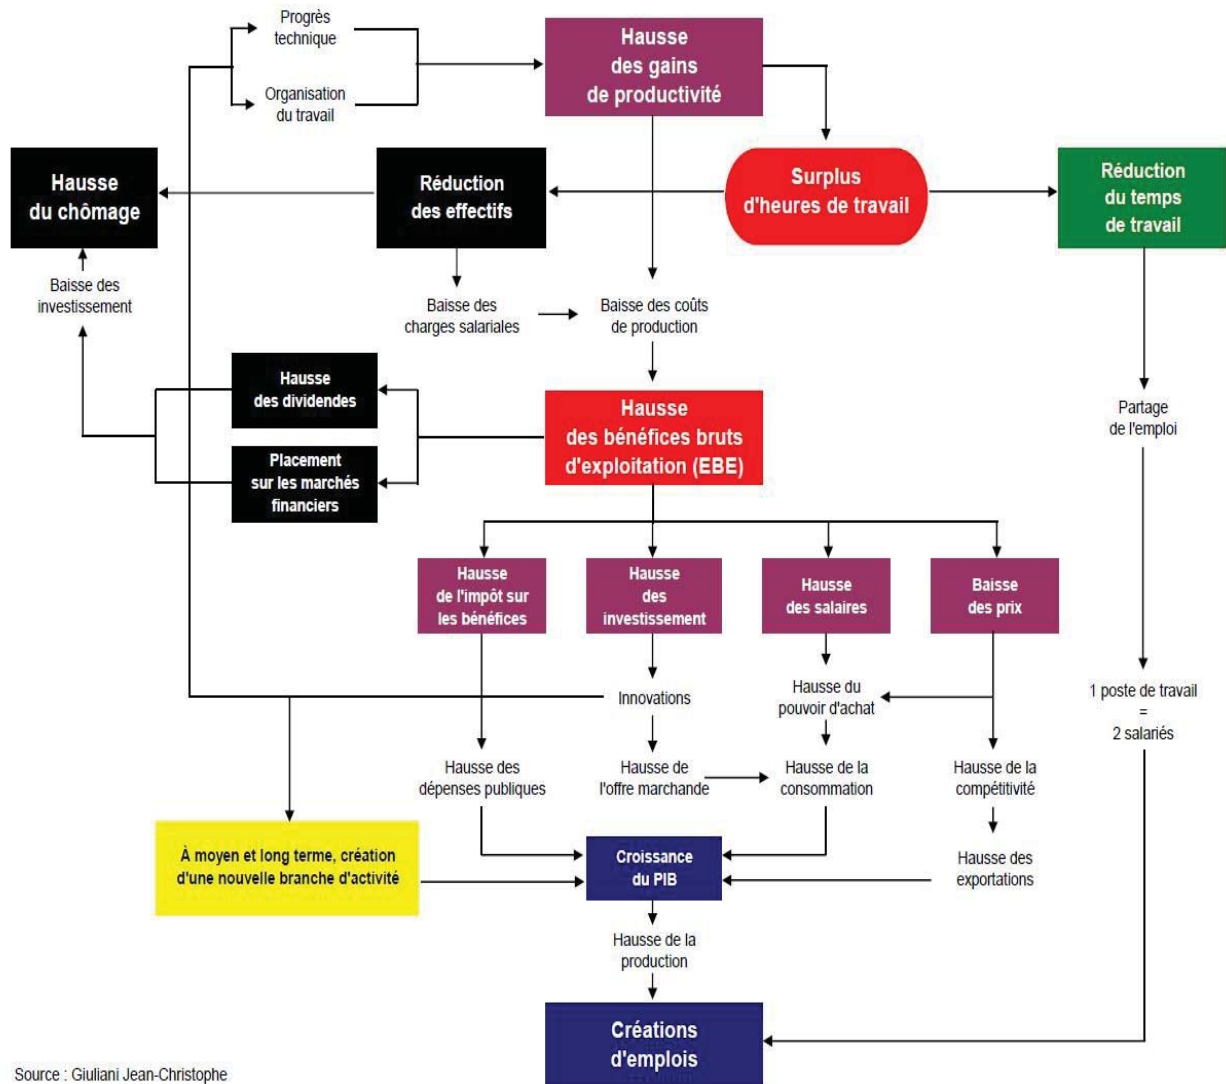 Progrès
technique
Organisation
du travail
Hausse
des gains
de productivité
Hausse
du chômage
Réduction
des effectifs
Surplus
d'heures de travail
Réduction
du temps
de travail
Baisse des
investissement
Baisse des
charges salariales
Baisse des coûts
de production
Hausse
des dividendes
Placement
sur les marchés
financiers
Hausse
des bénéfices bruts
d'exploitation (EBE)
Partage
de l'emploi
Hausse
de l'impôt sur
les bénéfices
Hausse
des
investissement
Hausse
des salaires
Baisse
des prix
Innovations
Hausse du
pouvoir d'achat
1 poste de travail
=
2 salariés
Hausse des
dépenses publiques
Hausse de
l'offre marchande
Hausse de la
consommation
Hausse de la
compétitivité
À moyen et long terme, création
d'une nouvelle branche d'activité
Croissance
du PIB
Hausse des
exportations
Hausse de la
production
Créations
d'emplois
Source : Giuliani Jean-Christophe